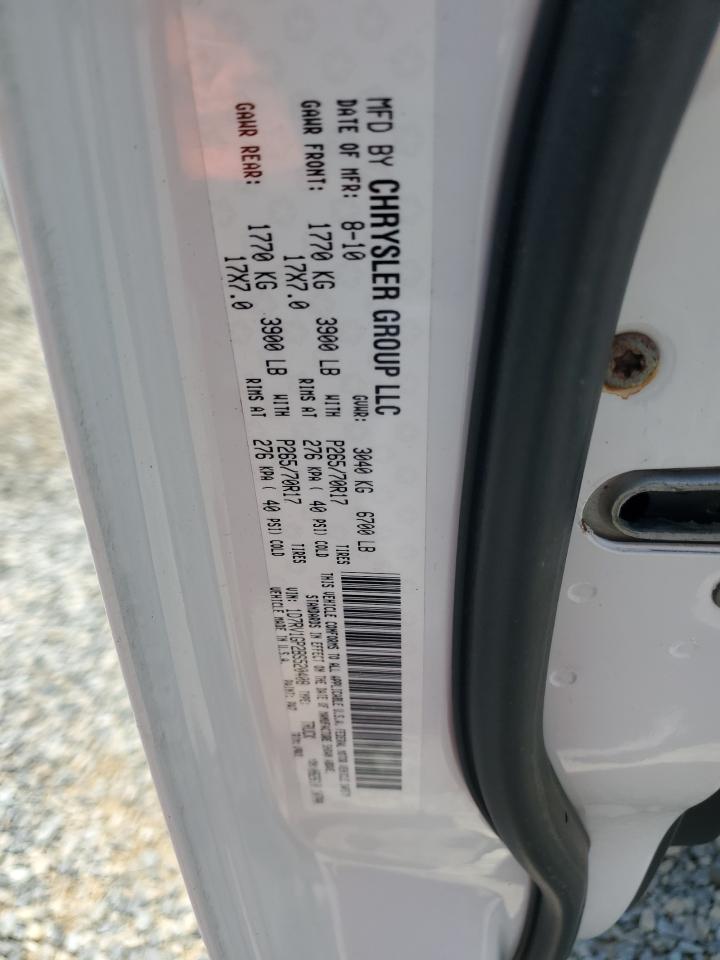 MFD BY CHRYSLER GROUP LLC
DATE OF MFR: 8-10 GVWR: 3040 KG 6700 LB
GAWR FRONT: 1770 KG 3900 LB WITH P265/70R17 TIRES
17X7.0 RIMS AT 276 KPA ( 40 PSI) COLD
GAWR REAR: 1770 KG 3900 LB WITH P265/70R17 TIRES
17X7.0 RIMS AT 276 KPA ( 40 PSI) COLD
THIS VEHICLE CONFORMS TO ALL APPLICABLE U.S.A. FEDERAL MOTOR VEHICLE SAFETY
STANDARDS IN EFFECT ON THE DATE OF MANUFACTURE SHOWN ABOVE.
VIN: TYPE: TRUCK
VEHICLE MADE IN U.S.A. PAINT: PW7